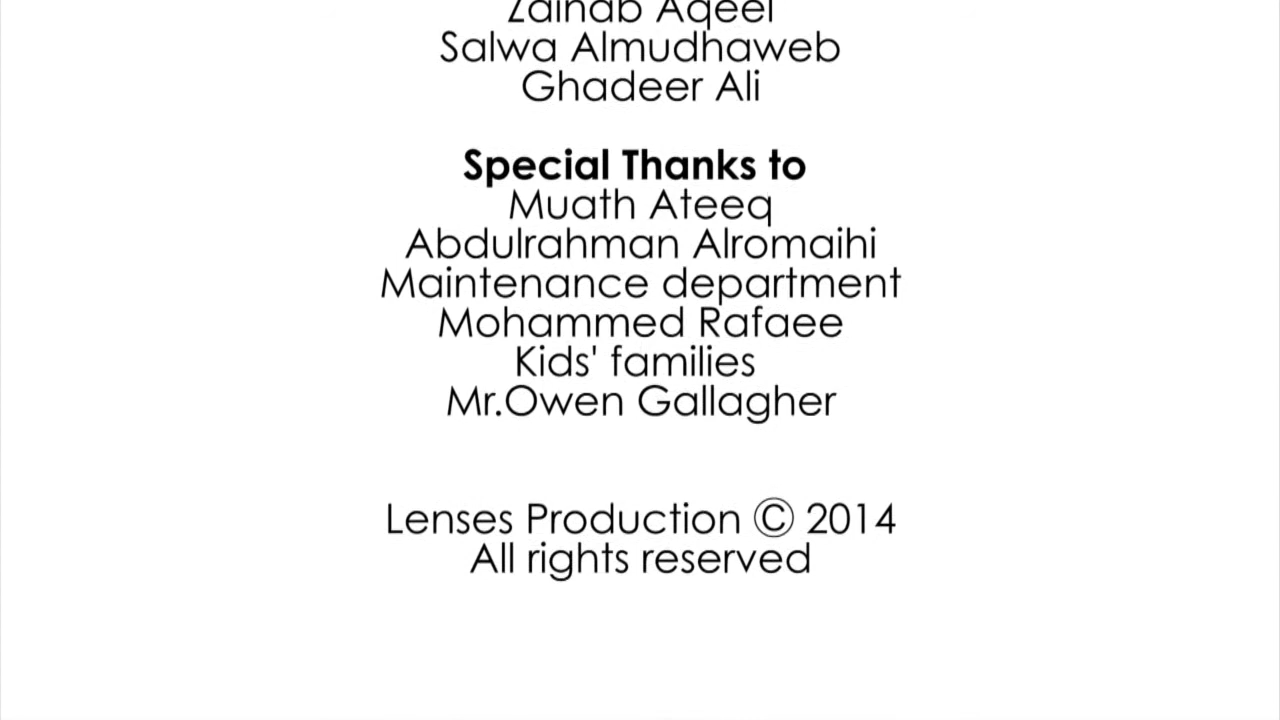 Zainab Aqeel
Salwa Almudhaweb
Ghadeer Ali
Special Thanks to
Muath Ateeq
Abdulrahman Alromaihi
Maintenance department
Mohammed Rafaee
Kids' families
Mr.Owen Gallagher
Lenses Production © 2014
All rights reserved